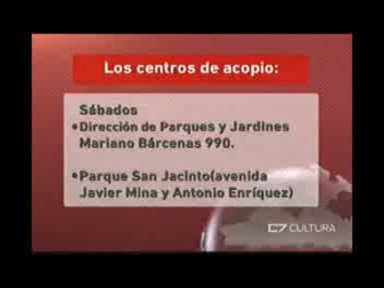 Los centros de acopio:
Sábados
•Dirección de Parques y Jardines
Mariano Bárcenas 990.
•Parque San Jacinto(avenida
Javier Mina y Antonio Enríquez)
C7 CULTURA